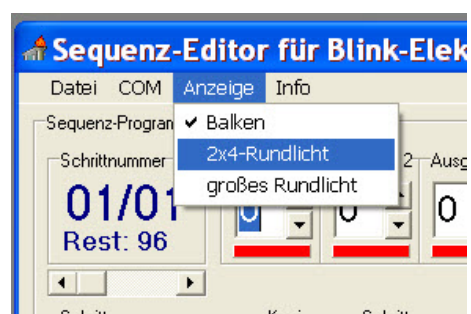 Sequenz-Editor für Blink-Elek
Datei COM Anzeige Info
Sequenz-Program
Balken
2x4-Rundlicht
großes Rundlicht
Schrittnummer
2
Ausg
01/01
Rest: 96
0
0
0